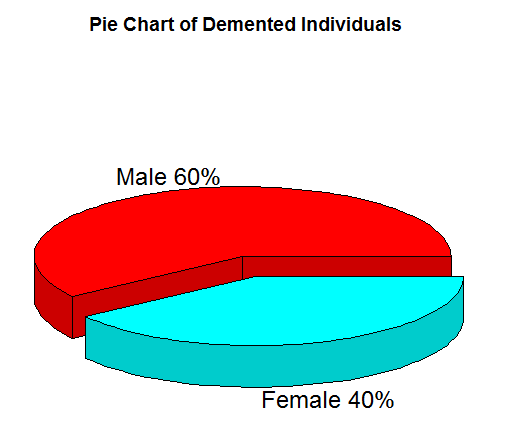 Pie Chart of Demented Individuals
Male 60%
Female 40%